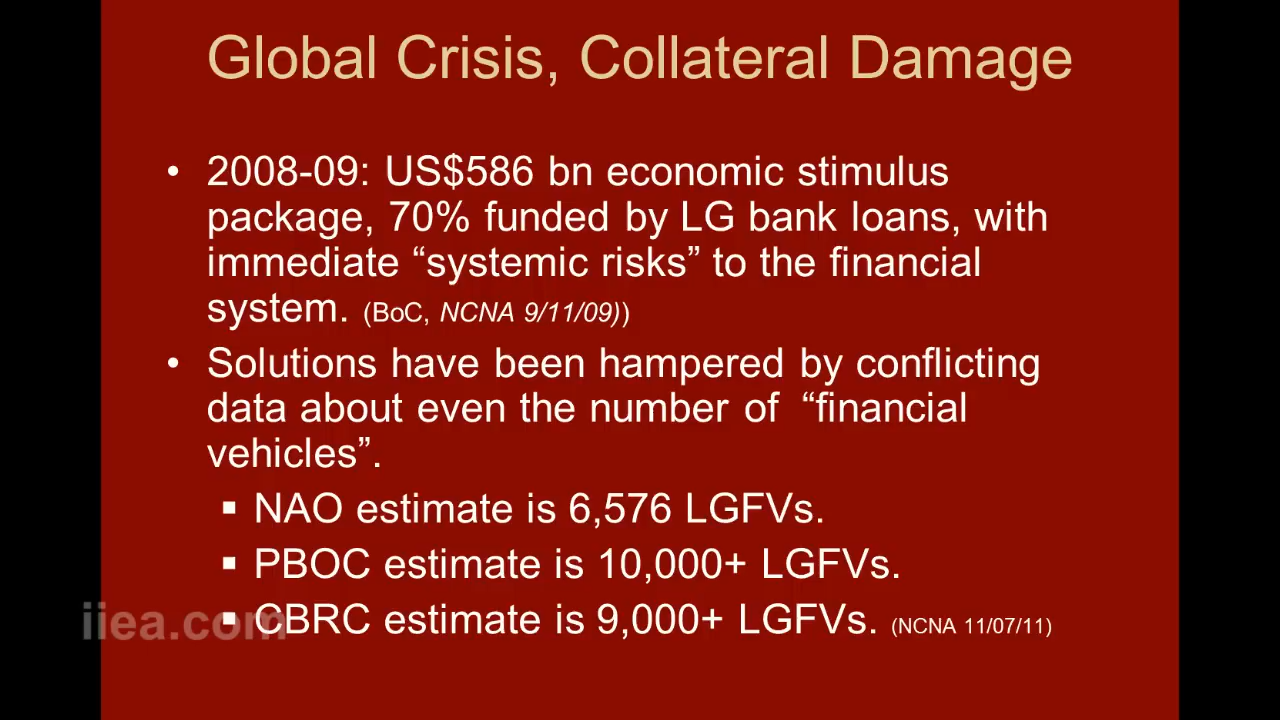 Global Crisis, Collateral Damage
• 2008-09: US$586 bn economic stimulus
package, 70% funded by LG bank loans, with
immediate “systemic risks” to the financial
system. (BoC, NCNA 9/11/09))
• Solutions have been hampered by conflicting
data about even the number of “financial
vehicles”.
▪ NAO estimate is 6,576 LGFVs.
▪ PBOC estimate is 10,000+ LGFVs.
▪ CBRC estimate is 9,000+ LGFVs. (NCNA 11/07/11)
iiea.com